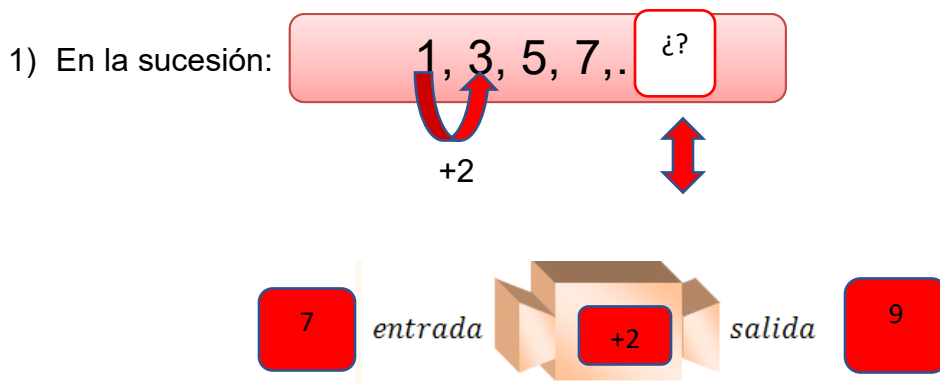 1) En la sucesión: 1, 3, 5, 7,. ¿?
+2
7 entrada +2 salida 9